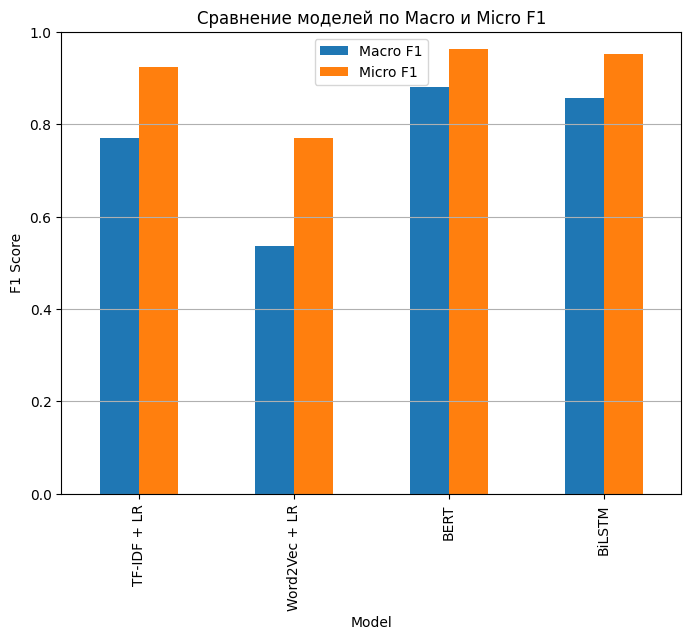 Сравнение моделей по Macro и Micro F1
Macro F1
Micro F1
1.0
0.8
0.6
0.4
0.2
0.0
F1 Score
TF-IDF + LR
Word2Vec + LR
BERT
BiLSTM
Model